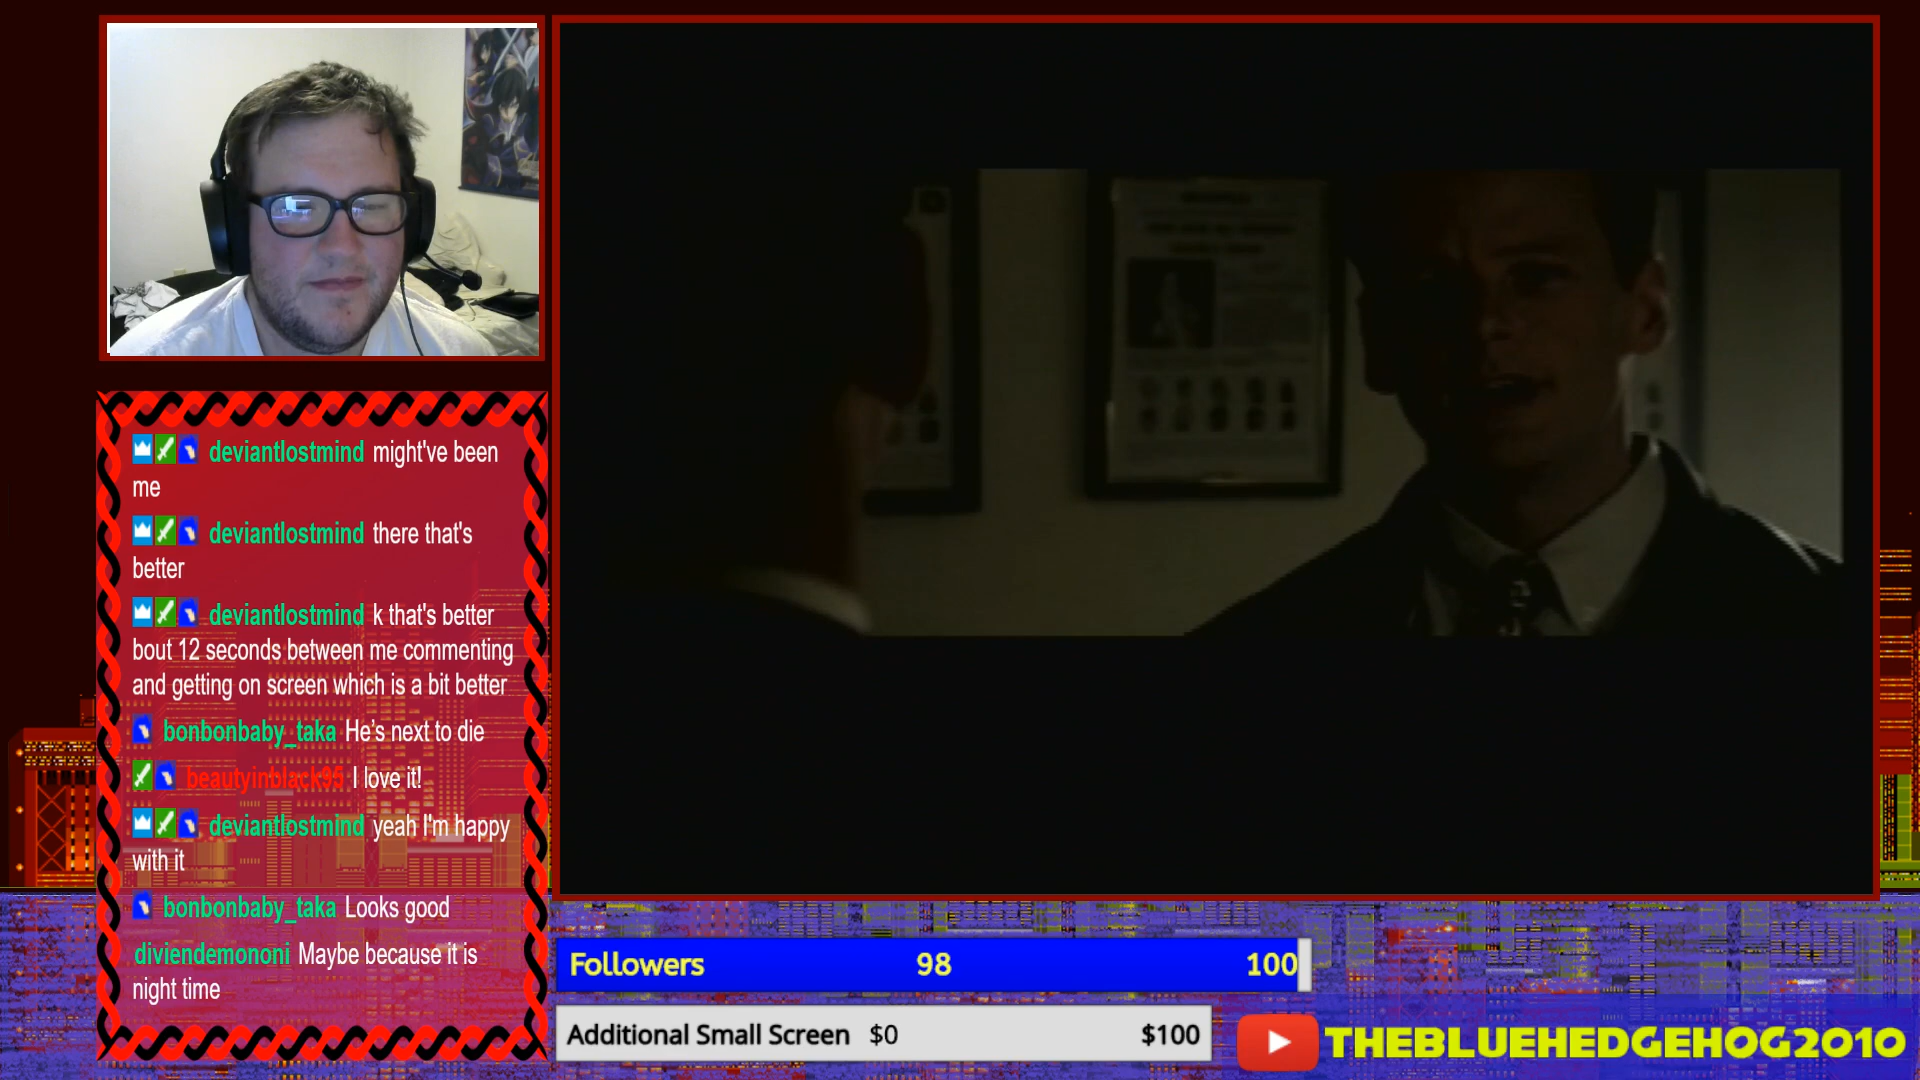 deviantlostmind might've been
me
deviantlostmind there that's
better
deviantlostmind k that's better
bout 12 seconds between me commenting
and getting on screen which is a bit better
bonbonbaby_taka He's next to die
beautyinblack95 I love it!
deviantlostmind yeah I'm happy
with it
bonbonbaby_taka Looks good
diviendemononi Maybe because it is
night time
Followers 98 100
Additional Small Screen $0 $100
THEBLUEHEDGEHOG2010